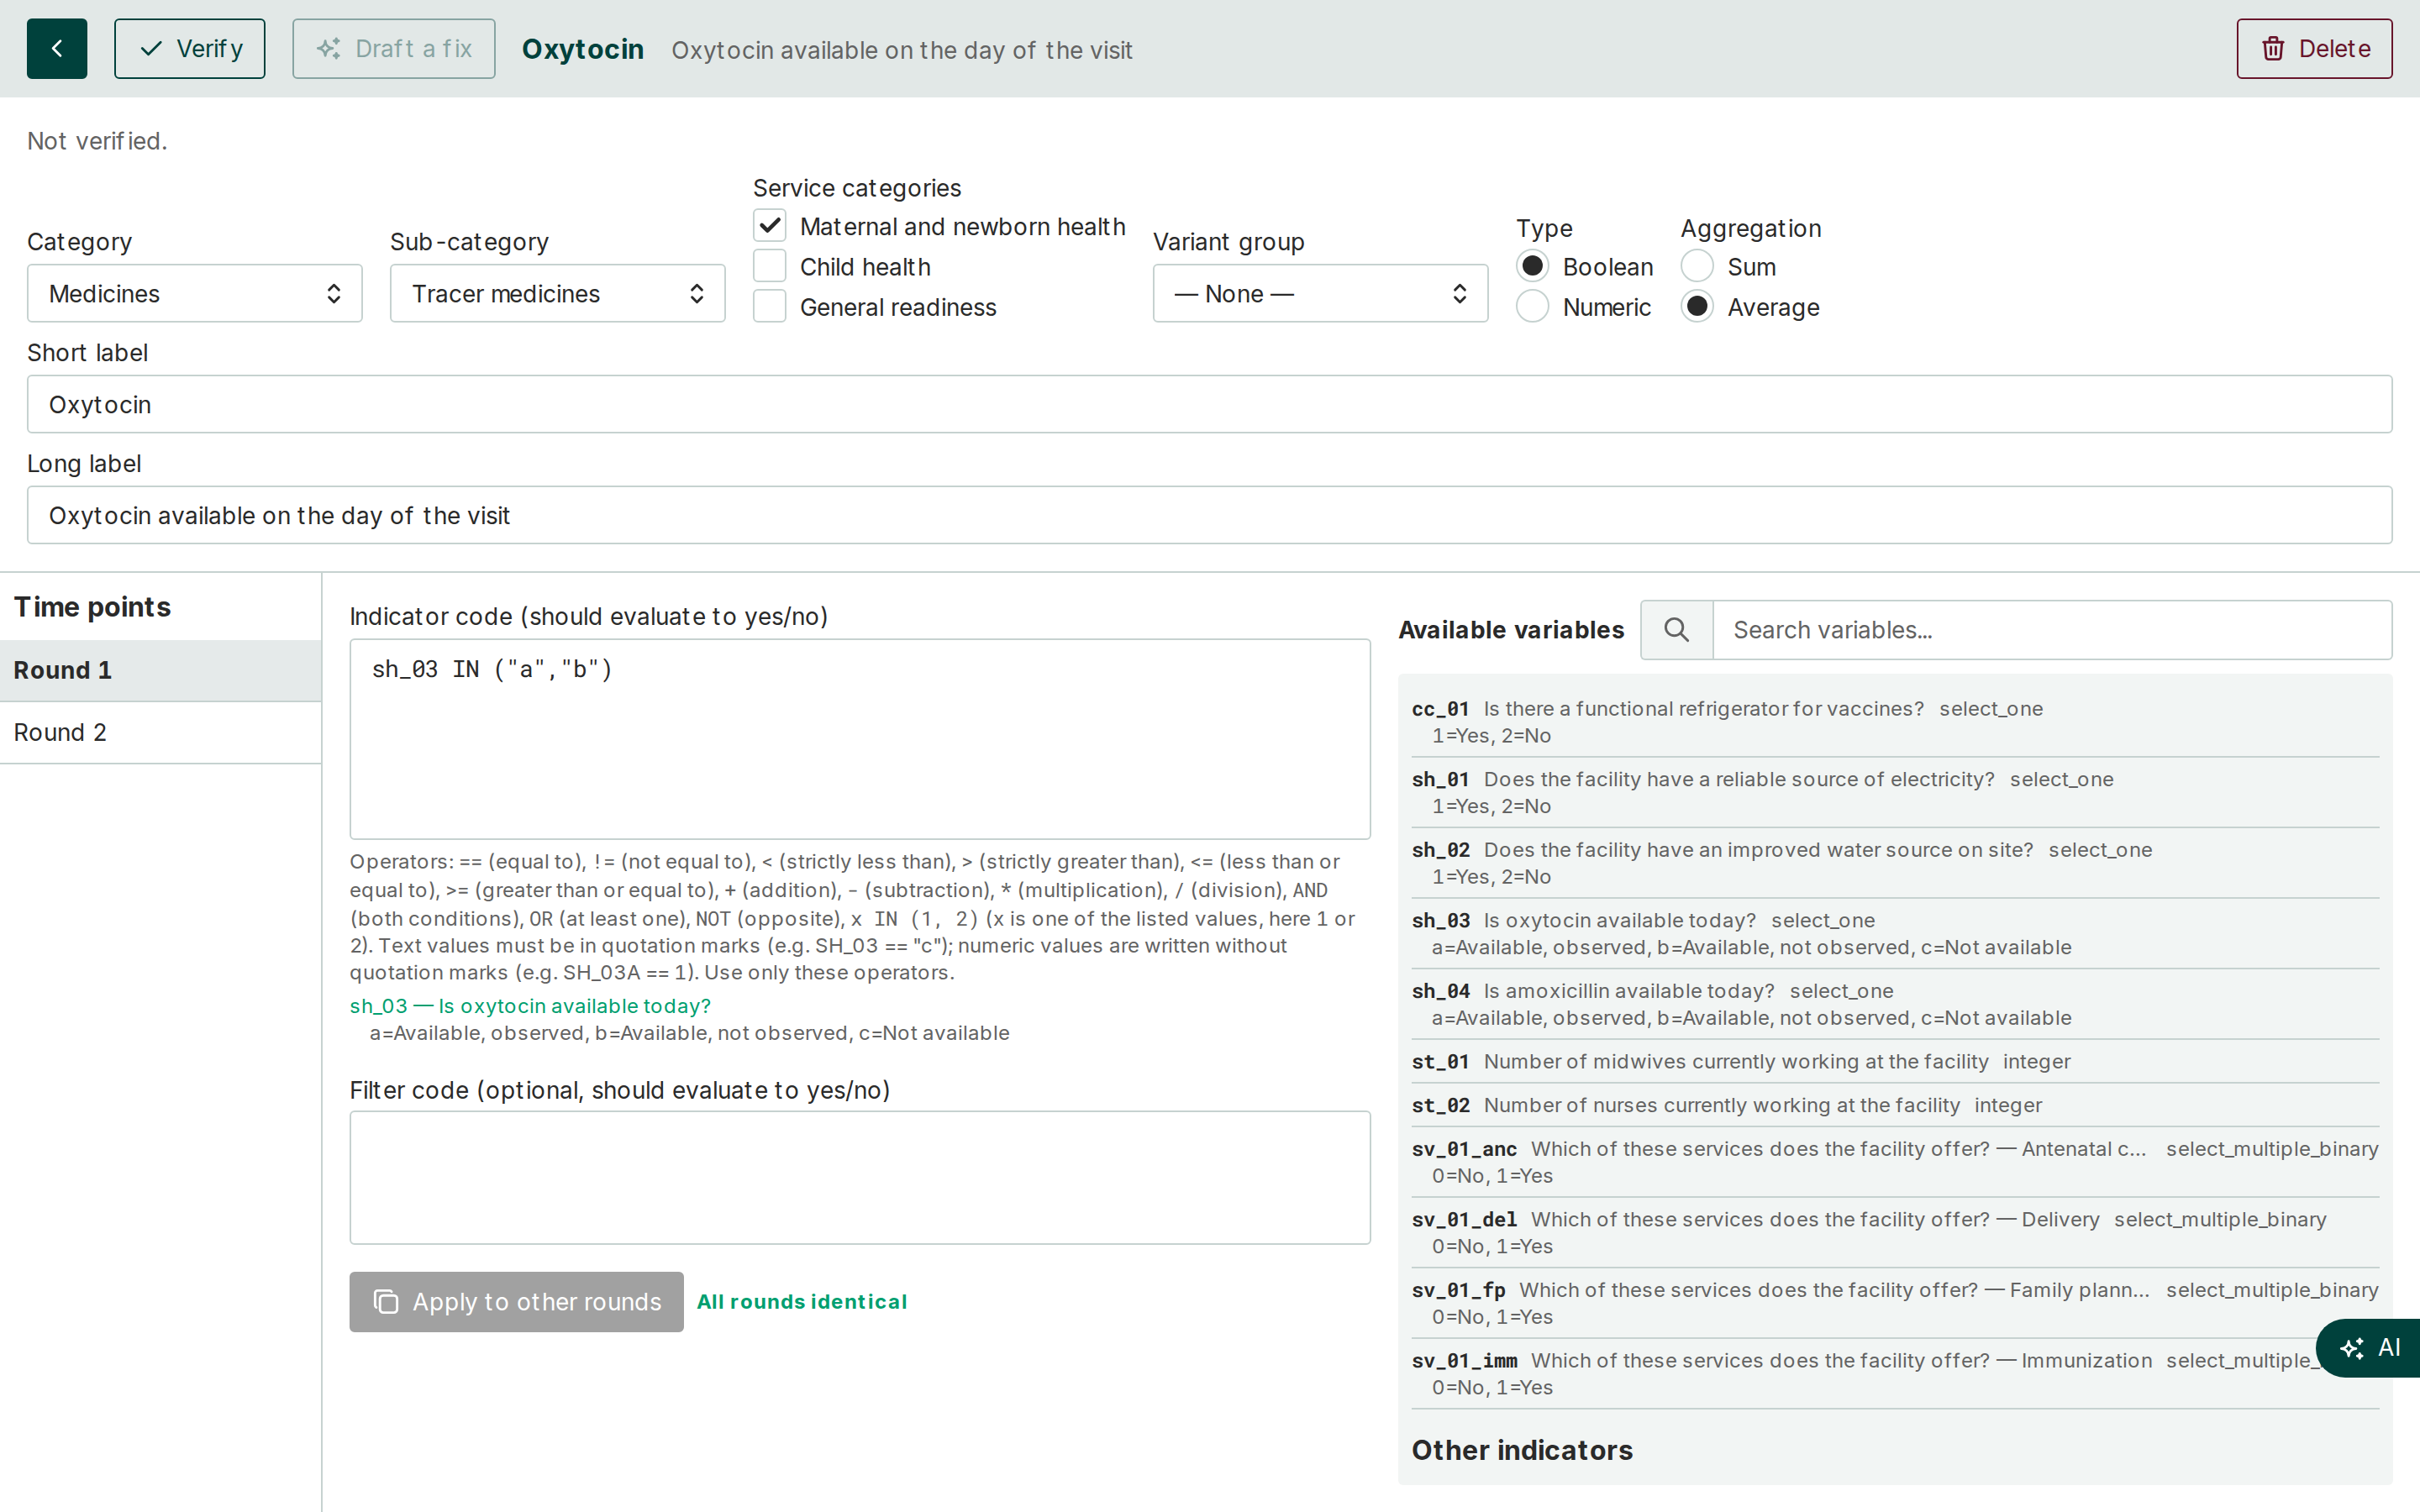 Verify
Draft a fix
Oxytocin
Oxytocin available on the day of the visit
Delete
Not verified.
Category
Medicines
Sub-category
Tracer medicines
Service categories
Maternal and newborn health
Child health
General readiness
Variant group
— None —
Type
Boolean
Numeric
Aggregation
Sum
Average
Short label
Oxytocin
Long label
Oxytocin available on the day of the visit
Time points
Round 1
Round 2
Indicator code (should evaluate to yes/no)
sh_03 IN ("a","b")
Operators: == (equal to), != (not equal to), < (strictly less than), > (strictly greater than), <= (less than or
equal to), >= (greater than or equal to), + (addition), - (subtraction), * (multiplication), / (division), AND
(both conditions), OR (at least one), NOT (opposite), x IN (1, 2) (x is one of the listed values, here 1 or
2). Text values must be in quotation marks (e.g. SH_03 == "c"); numeric values are written without
quotation marks (e.g. SH_03A == 1). Use only these operators.
sh_03 — Is oxytocin available today?
a=Available, observed, b=Available, not observed, c=Not available
Filter code (optional, should evaluate to yes/no)
Apply to other rounds
All rounds identical
Available variables
Search variables...
cc_01 Is there a functional refrigerator for vaccines? select_one
1=Yes, 2=No
sh_01 Does the facility have a reliable source of electricity? select_one
1=Yes, 2=No
sh_02 Does the facility have an improved water source on site? select_one
1=Yes, 2=No
sh_03 Is oxytocin available today? select_one
a=Available, observed, b=Available, not observed, c=Not available
sh_04 Is amoxicillin available today? select_one
a=Available, observed, b=Available, not observed, c=Not available
st_01 Number of midwives currently working at the facility integer
st_02 Number of nurses currently working at the facility integer
sv_01_anc Which of these services does the facility offer? — Antenatal c... select_multiple_binary
0=No, 1=Yes
sv_01_del Which of these services does the facility offer? — Delivery select_multiple_binary
0=No, 1=Yes
sv_01_fp Which of these services does the facility offer? — Family plann... select_multiple_binary
0=No, 1=Yes
sv_01_imm Which of these services does the facility offer? — Immunization select_multiple_
0=No, 1=Yes
AI
Other indicators